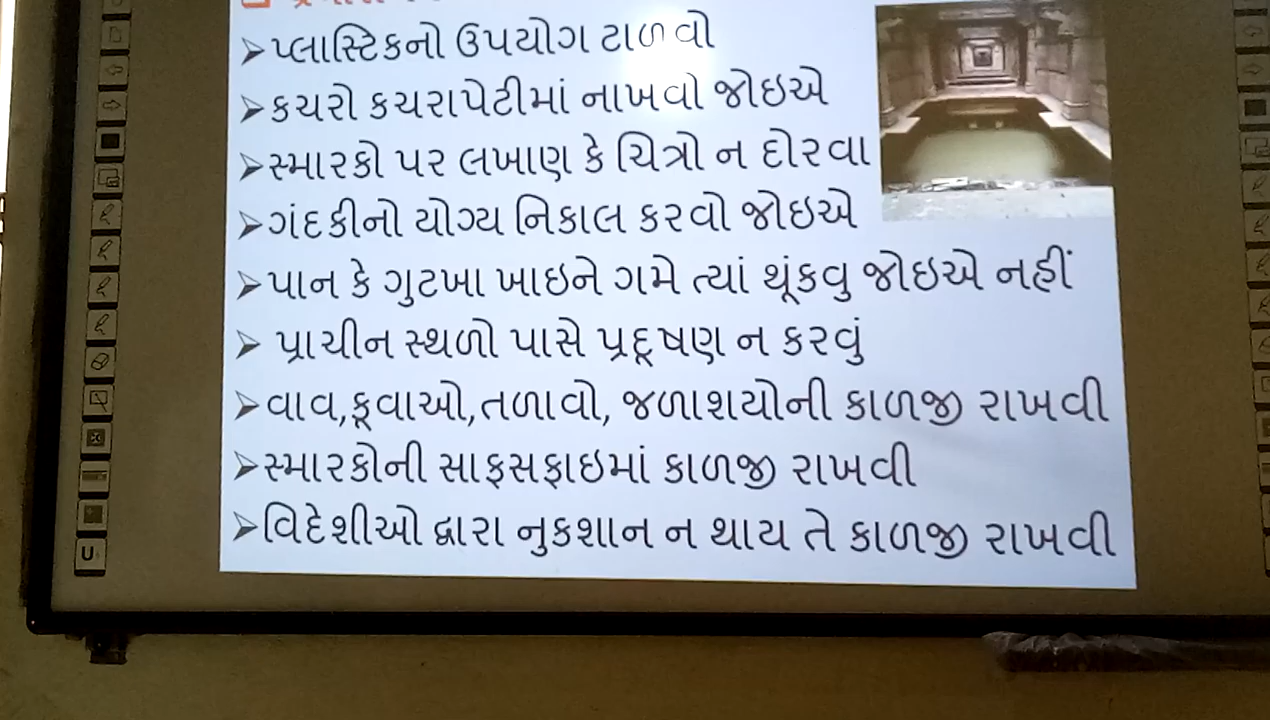 ➤પ્લાસ્ટિકનો ઉપયોગ ટાળવો
➤કચરો કચરાપેટીમાં નાખવો જોઇએ
➤સ્મારકો પર લખાણ કે ચિત્રો ન દોરવા
➤ગંદકીનો યોગ્ય નિકાલ કરવો જોઇએ
➤પાન કે ગુટખા ખાઇને ગમે ત્યાં થૂંકવુ જોઇએ નહીં
➤ પ્રાચીન સ્થળો પાસે પ્રદૂષણ ન કરવું
➤વાવ,કૂવાઓ,તળાવો, જળાશયોની કાળજી રાખવી
➤સ્મારકોની સાફસફાઇમાં કાળજી રાખવી
➤વિદેશીઓ દ્વારા નુકશાન ન થાય તે કાળજી રાખવી